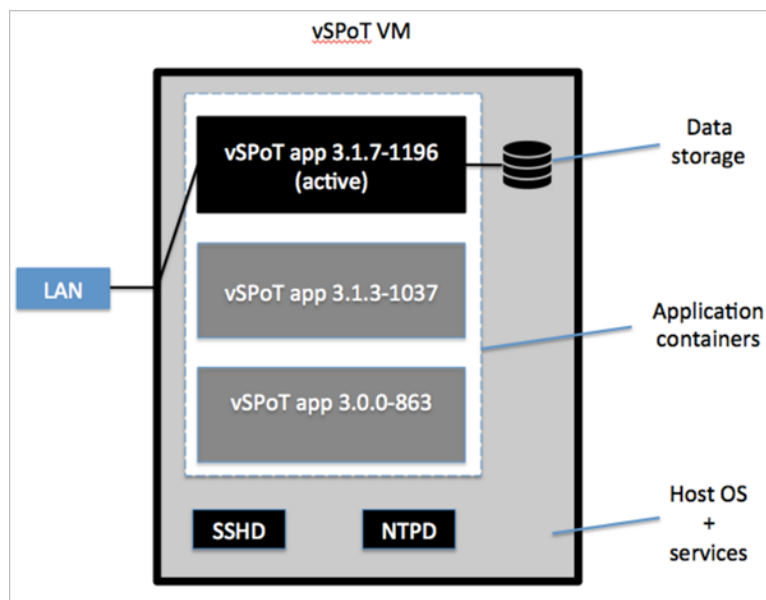 vSPoT VM
vSPoT app 3.1.7-1196
(active)
Data
storage
vSPoT app 3.1.3-1037
LAN
Application
containers
vSPoT app 3.0.0-863
SSHD
NTPD
Host OS
+
services